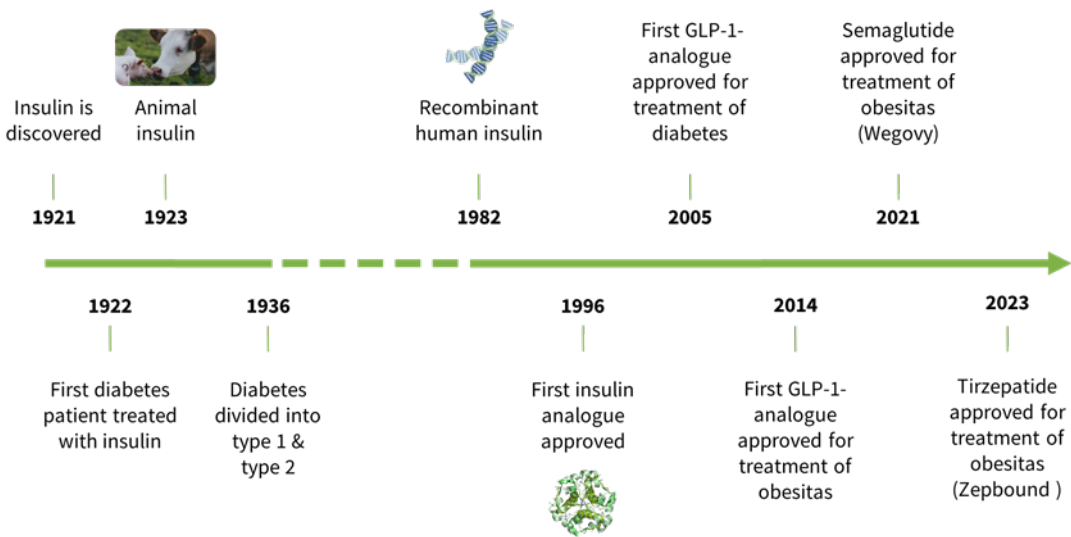 Insulin is
discovered
1921
Animal
insulin
1923
Recombinant
human insulin
1982
First GLP-1-
analogue
approved for
treatment of
diabetes
2005
Semaglutide
approved for
treatment of
obesitas
(Wegovy)
2021
1922
First diabetes
patient treated
with insulin
1936
Diabetes
divided into
type 1 &
type 2
1996
First insulin
analogue
approved
2014
First GLP-1-
analogue
approved for
treatment of
obesitas
2023
Tirzepatide
approved for
treatment of
obesitas
(Zepbound )